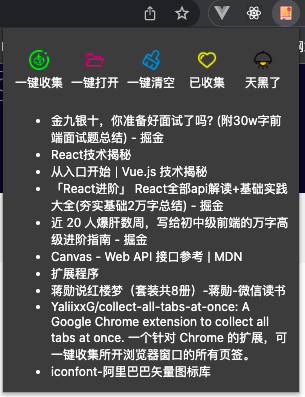 一键收集 一键打开 一键清空 已收集 天黑了
金九银十，你准备好面试了吗? (附30w字前
端面试题总结) - 掘金
React技术揭秘
从入口开始 | Vue.js 技术揭秘
「React进阶」 React全部api解读+基础实践
大全(夯实基础2万字总结) - 掘金
近 20 人爆肝数周，写给初中级前端的万字高
级进阶指南 - 掘金
Canvas - Web API 接口参考 | MDN
扩展程序
蒋勋说红楼梦（套装共8册）-蒋勋-微信读书
YaliixxG/collect-all-tabs-at-once: A
Google Chrome extension to collect all
tabs at once. 一个针对 Chrome 的扩展，可
一键收集所开浏览器窗口的所有页签。
iconfont-阿里巴巴矢量图标库